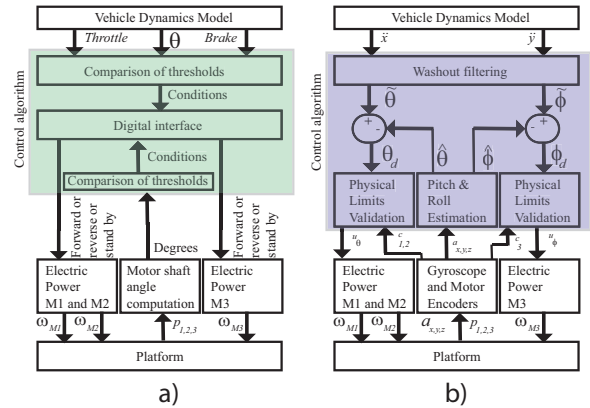 Vehicle Dynamics Model
Throttle θ Brake
Control algorithm
Comparison of thresholds
Conditions
Digital interface
Conditions
Comparison of thresholds
Forward or
reverse or
stand by
Degrees
Forward or
reverse or
stand by
Electric
Power
M1 and M2
Motor shaft
angle
computation
Electric
Power
M3
ω_M1 ω_M2 p_1,2,3 ω_M3
Platform
a)
Vehicle Dynamics Model
ẍ ÿ
Control algorithm
Washout filtering
θ̃ ϕ̃
+ - - +
θ_d θ̂ ϕ̂ ϕ_d
Physical
Limits
Validation
Pitch &
Roll
Estimation
Physical
Limits
Validation
u_θ c_1,2 a_x,y,z c_3 u_ϕ
Electric
Power
M1 and M2
Gyroscope
and Motor
Encoders
Electric
Power
M3
ω_M1 ω_M2 a_x,y,z p_1,2,3 ω_M3
Platform
b)